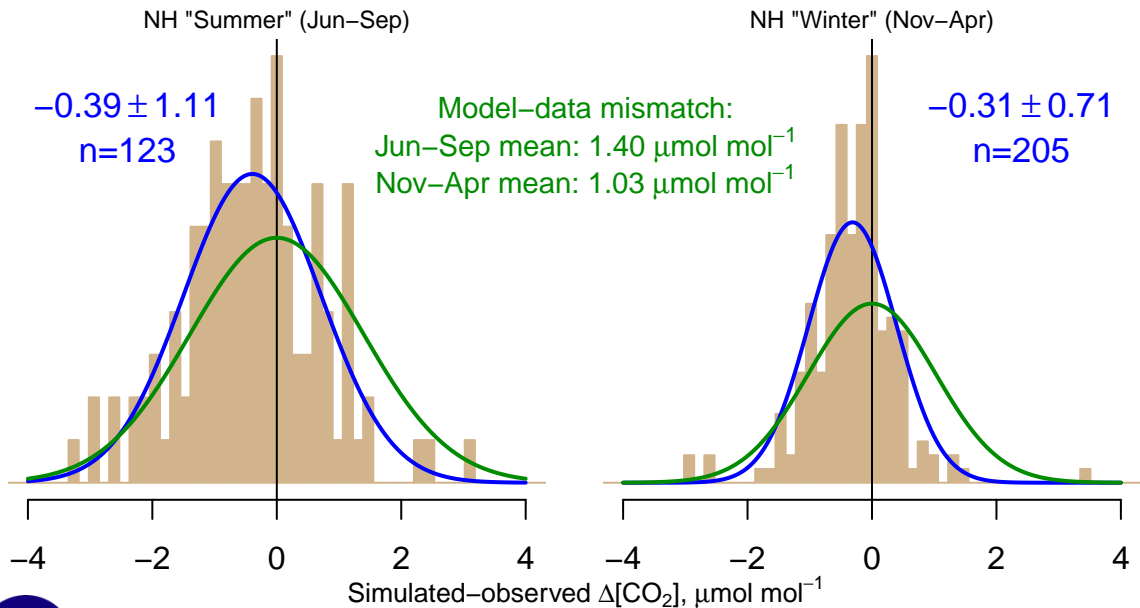 NH "Summer" (Jun−Sep)
−0.39 ± 1.11
n=123
Model−data mismatch:
Jun−Sep mean: 1.40 μmol mol⁻¹
Nov−Apr mean: 1.03 μmol mol⁻¹
NH "Winter" (Nov−Apr)
−0.31 ± 0.71
n=205
−4 −2 0 2 4
−4 −2 0 2 4
Simulated−observed Δ[CO₂], μmol mol⁻¹